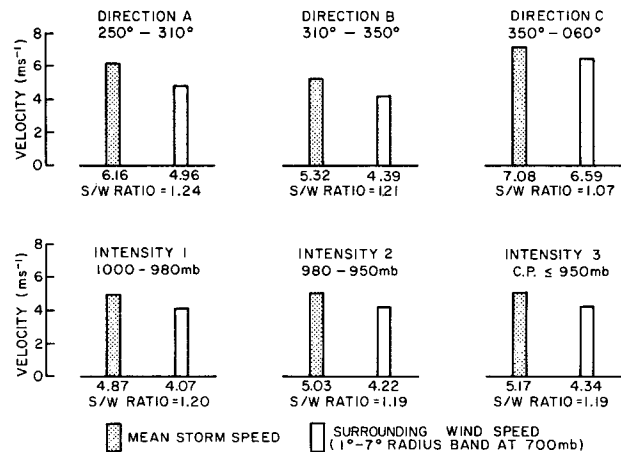 DIRECTION A
250° – 310°
DIRECTION B
310° – 350°
DIRECTION C
350° – 060°
VELOCITY (ms⁻¹)
8
6
4
2
0
6.16 4.96
S/W RATIO = 1.24
5.32 4.39
S/W RATIO = 1.21
7.08 6.59
S/W RATIO = 1.07
INTENSITY 1
1000 – 980mb
INTENSITY 2
980 – 950mb
INTENSITY 3
C.P. ≤ 950mb
VELOCITY (ms⁻¹)
8
6
4
2
0
4.87 4.07
S/W RATIO = 1.20
5.03 4.22
S/W RATIO = 1.19
5.17 4.34
S/W RATIO = 1.19
MEAN STORM SPEED
SURROUNDING WIND SPEED
(1°–7° RADIUS BAND AT 700mb)